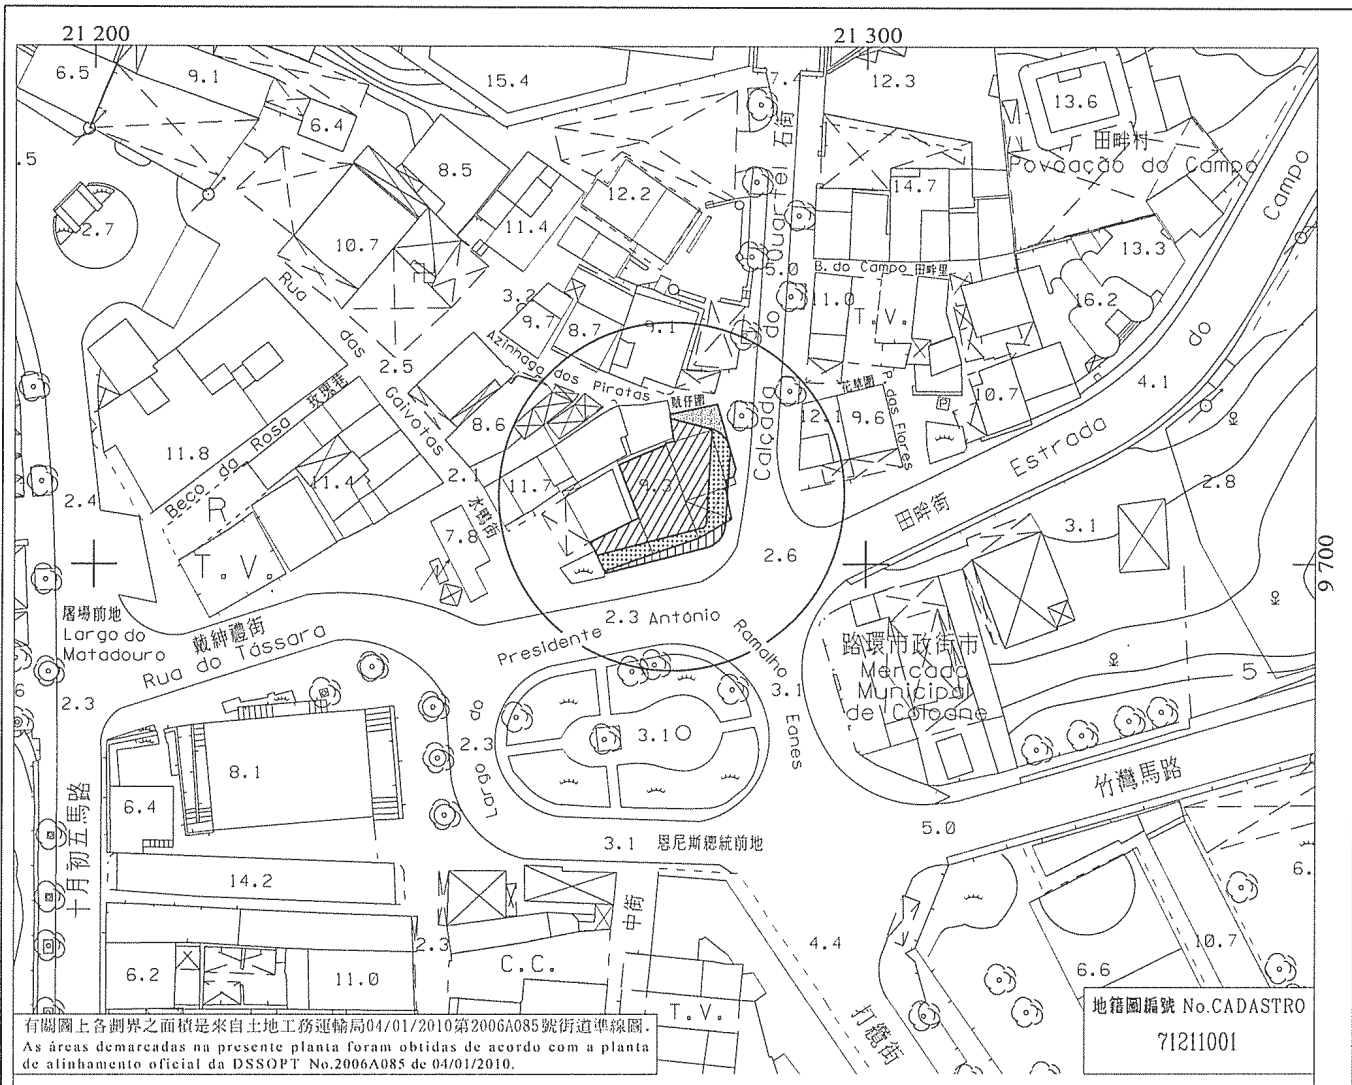 21 200
21 300
6.5
9.1
15.4
7.4
12.3
13.6
6.4
石街
田畔村
Povoação do Campo
.5
8.5
12.2
14.7
Campo
2.7
10.7
11.4
13.3
Calçada do Quartel
5.0
B. do Campo 田畔里
Rua das Gaivotas
3.2
11.0
T.V.
16.2
do
9.7
8.7
9.1
2.6
Azinhaga dos Piratas
賊仔圍
2.5
4.1
花草圍
P. das Flores
玫瑰巷
Beco da Rosa
8.6
12.1
9.6
10.7
Estrada
11.8
11.4
2.1
11.7
9.3
2.8
2.4
R
水鴨街
7.8
田畔街
3.1
T.V.
2.6
9 700
屠場前地
Largo do
Matadouro
戴紳禮街
Rua do Tássara
2.3
Largo do Presidente António Ramalho Eanes
路環市政街市
Mercado
Municipal
de Coloane
6
2.3
3.1
5
2.3
3.1
8.1
竹灣馬路
6.4
十月初五馬路
5.0
3.1
恩尼斯總統前地
14.2
中街
6.
2.3
4.4
10.7
6.2
11.0
C.C.
T.V.
6.6
打纜街
地籍圖編號 No.CADASTRO
71211001
有關圖上各劃界之面積是來自土地工務運輸局04/01/2010第2006A085號街道準線圖.
As áreas demarcadas na presente planta foram obtidas de acordo com a planta
de alinhamento oficial da DSSOPT No.2006A085 de 04/01/2010.